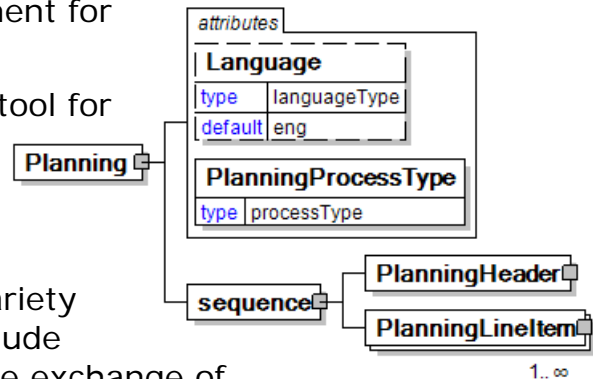 nent for
tool for
ariety
ude
e exchange of
attributes
Language
type languageType
default eng
Planning
PlanningProcessType
type processType
sequence
PlanningHeader
PlanningLineItem
1.. ∞